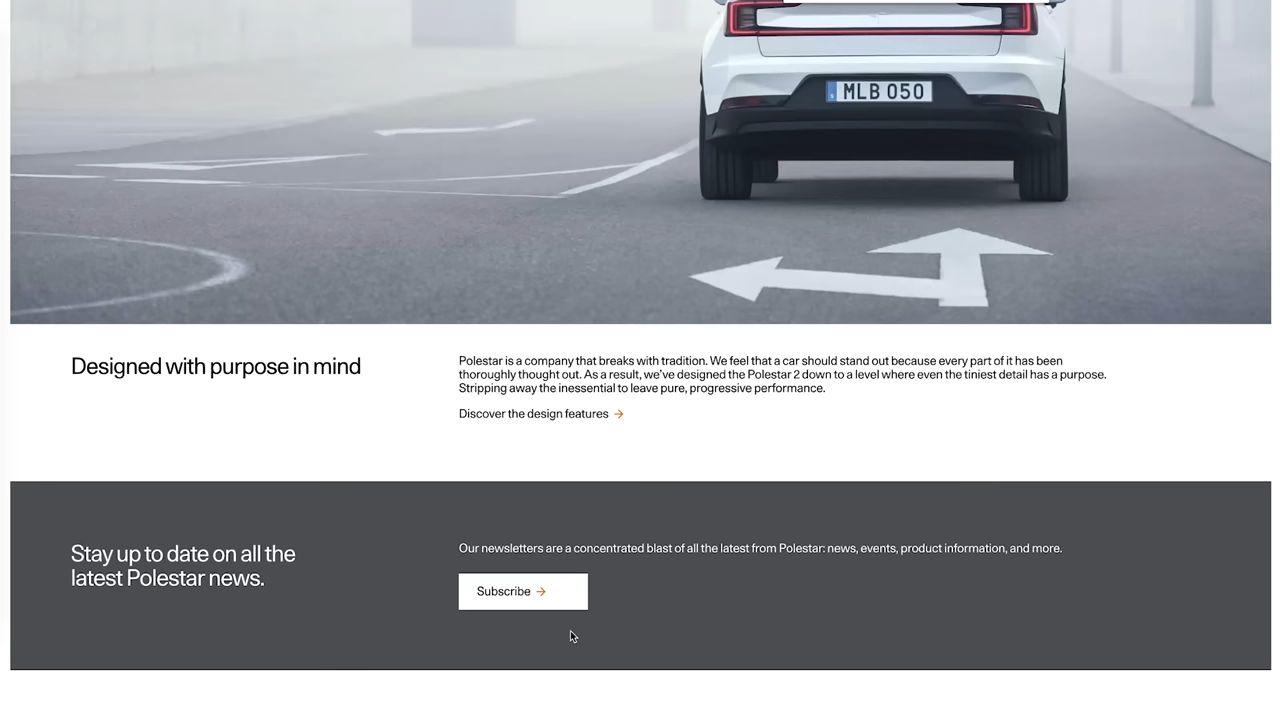 MLB 050
Designed with purpose in mind
Polestar is a company that breaks with tradition. We feel that a car should stand out because every part of it has been
thoroughly thought out. As a result, we've designed the Polestar 2 down to a level where even the tiniest detail has a purpose.
Stripping away the inessential to leave pure, progressive performance.
Discover the design features →
Stay up to date on all the
latest Polestar news.
Our newsletters are a concentrated blast of all the latest from Polestar: news, events, product information, and more.
Subscribe →